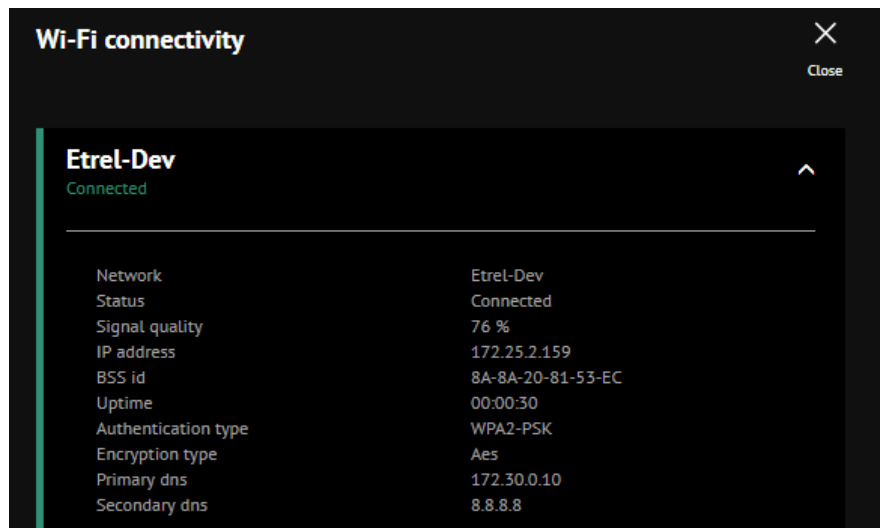 Wi-Fi connectivity
Close
Etrel-Dev
Connected
Network Etrel-Dev
Status Connected
Signal quality 76 %
IP address 172.25.2.159
BSS id 8A-8A-20-81-53-EC
Uptime 00:00:30
Authentication type WPA2-PSK
Encryption type Aes
Primary dns 172.30.0.10
Secondary dns 8.8.8.8